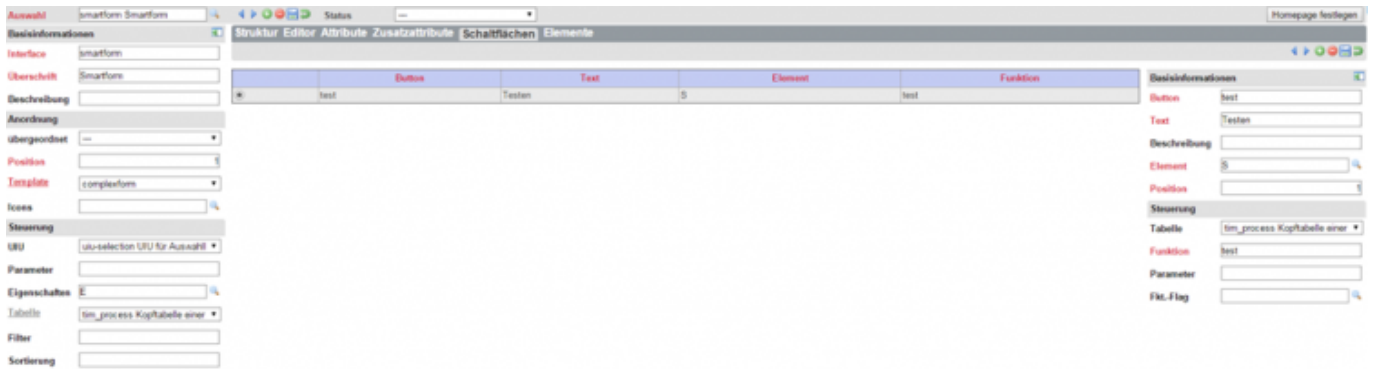 Auswahl smartform Smartform Status --- Homepage festlegen
Basisinformationen Struktur Editor Attribute Zusatzattribute Schaltflächen Elemente
Interface smartform
Überschrift Smartform
Beschreibung
Anordnung
übergeordnet ---
Position 1
Template complexform
Icons
Steuerung
UIU uiu-selection UIU für Auswahl
Parameter
Eigenschaften E
Tabelle tim_process Kopftabelle einer
Filter
Sortierung
Button Text Element Funktion
test Testen S test
Basisinformationen
Button test
Text Testen
Beschreibung
Element S
Position 1
Steuerung
Tabelle tim_process Kopftabelle einer
Funktion test
Parameter
Fkt.-Flag